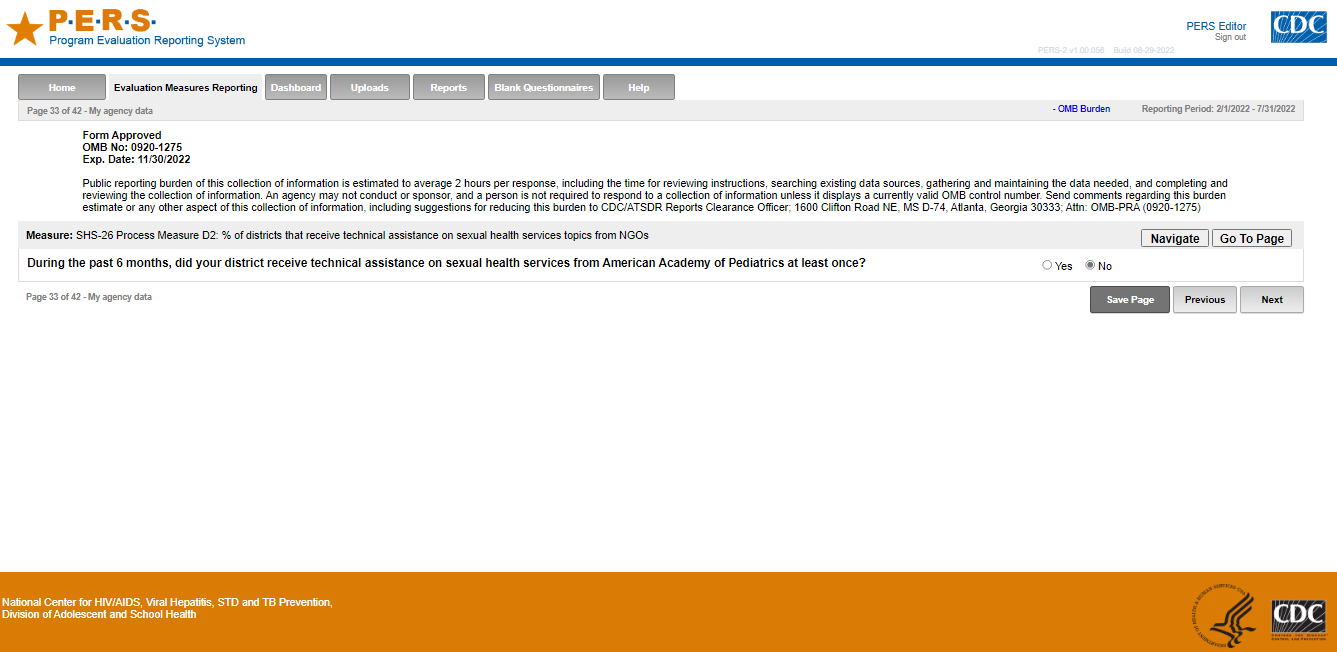 P·E·R·S·
Program Evaluation Reporting System
PERS Editor
Sign out
CDC
PERS-2 v1.00.058 Build 08-29-2022
Home Evaluation Measures Reporting Dashboard Uploads Reports Blank Questionnaires Help
Page 33 of 42 - My agency data - OMB Burden Reporting Period: 2/1/2022 - 7/31/2022
Form Approved
OMB No: 0920-1275
Exp. Date: 11/30/2022
Public reporting burden of this collection of information is estimated to average 2 hours per response, including the time for reviewing instructions, searching existing data sources, gathering and maintaining the data needed, and completing and
reviewing the collection of information. An agency may not conduct or sponsor, and a person is not required to respond to a collection of information unless it displays a currently valid OMB control number. Send comments regarding this burden
estimate or any other aspect of this collection of information, including suggestions for reducing this burden to CDC/ATSDR Reports Clearance Officer; 1600 Clifton Road NE, MS D-74, Atlanta, Georgia 30333; Attn: OMB-PRA (0920-1275)
Measure: SHS-26 Process Measure D2: % of districts that receive technical assistance on sexual health services topics from NGOs
Navigate Go To Page
During the past 6 months, did your district receive technical assistance on sexual health services from American Academy of Pediatrics at least once? Yes No
Page 33 of 42 - My agency data
Save Page Previous Next
National Center for HIV/AIDS, Viral Hepatitis, STD and TB Prevention,
Division of Adolescent and School Health
CDC